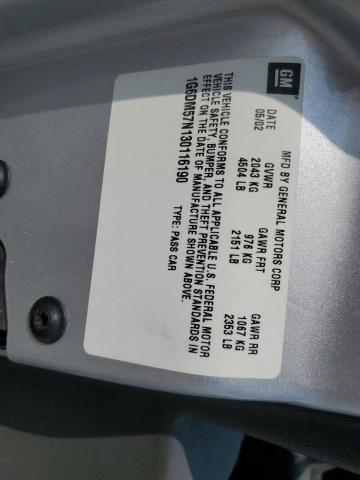 GM
MFD BY GENERAL MOTORS CORP
DATE
05/02
GVWR
2043 KG
4504 LB
GAWR FRT
976 KG
2151 LB
GAWR RR
1067 KG
2353 LB
THIS VEHICLE CONFORMS TO ALL APPLICABLE U.S. FEDERAL MOTOR
VEHICLE SAFETY, BUMPER, AND THEFT PREVENTION STANDARDS IN
EFFECT ON THE DATE OF MANUFACTURE SHOWN ABOVE.
1G6DM57N130116190
TYPE: PASS CAR